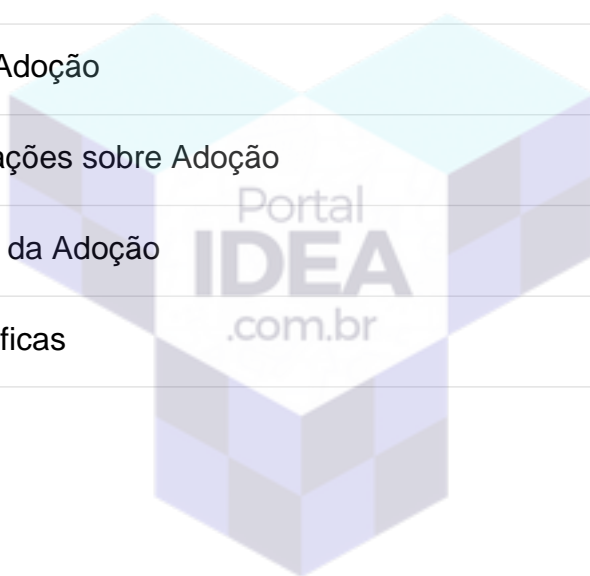 Adoção
ações sobre Adoção
Portal
da Adoção
IDEA
.com.br
ficas